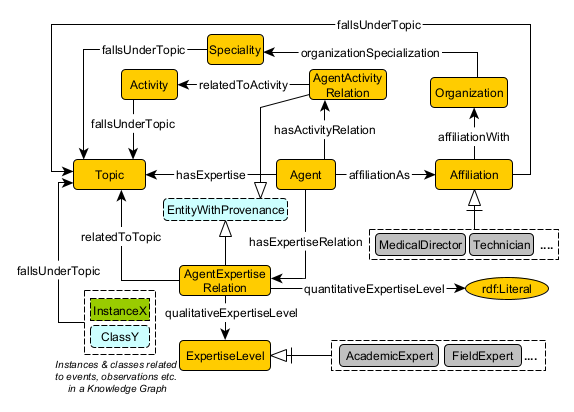 fallsUnderTopic
Speciality
fallsUnderTopic
organizationSpecialization
Activity
relatedToActivity
AgentActivity
Relation
Organization
fallsUnderTopic
hasActivityRelation
affiliationWith
Topic
hasExpertise
Agent
affiliationAs
Affiliation
EntityWithProvenance
relatedToTopic
hasExpertiseRelation
MedicalDirector
Technician
....
fallsUnderTopic
AgentExpertise
Relation
quantitativeExpertiseLevel
rdf:Literal
InstanceX
qualitativeExpertiseLevel
ClassY
ExpertiseLevel
AcademicExpert
FieldExpert
....
Instances & classes related
to events, observations etc.
in a Knowledge Graph